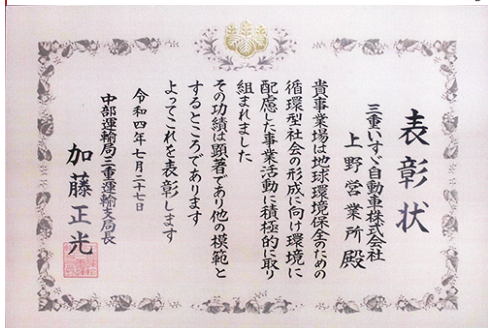 表彰状
三重いすゞ自動車株式会社
上野営業所殿
貴事業場は地球環境保全のための
循環型社会の形成に向け環境に
配慮した事業活動に積極的に取り
組まれました
その功績は顕著であり他の模範と
するところであります
よってこれを表彰します
令和四年七月二十七日
中部運輸局三重運輸支局長
加藤正光